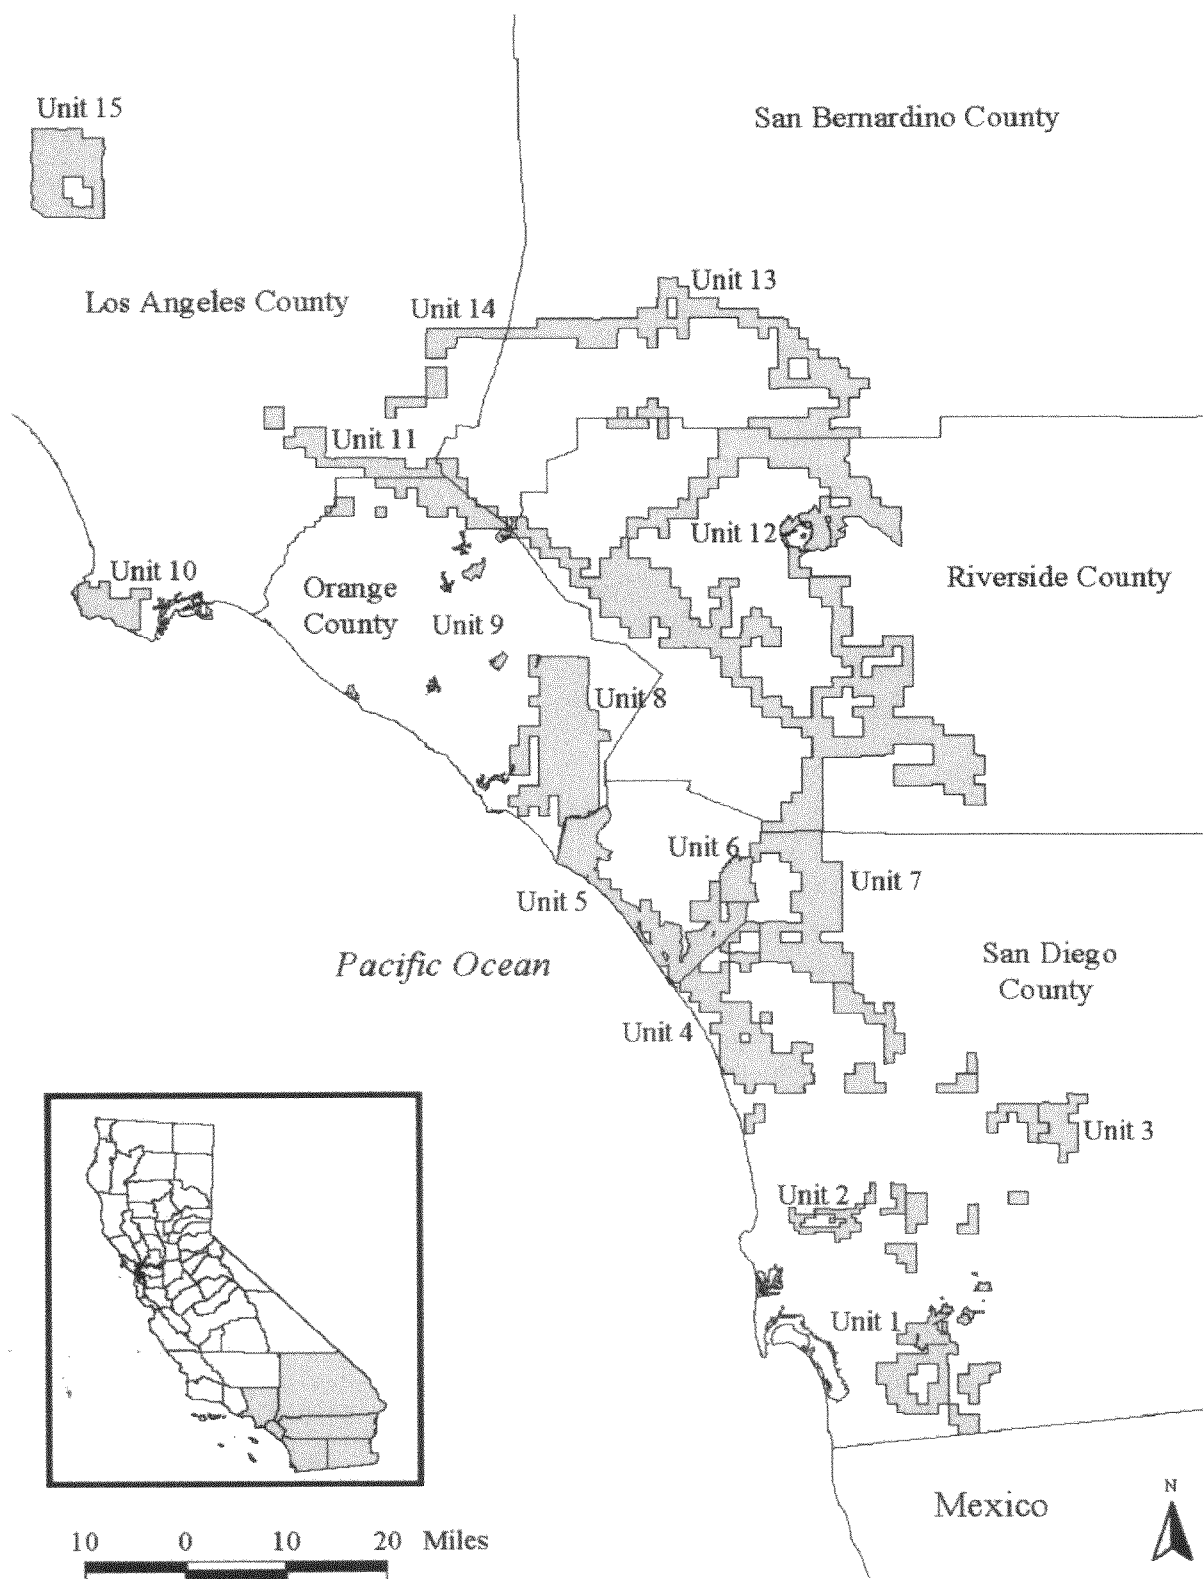 Unit 15
San Bernardino County
Unit 13
Los Angeles County
Unit 14
Unit 11
Unit 12
Unit 10
Orange
County
Riverside County
Unit 9
Unit 8
Unit 6
Unit 7
Unit 5
Pacific Ocean
San Diego
County
Unit 4
Unit 3
Unit 2
Unit 1
N
Mexico
10 0 10 20 Miles